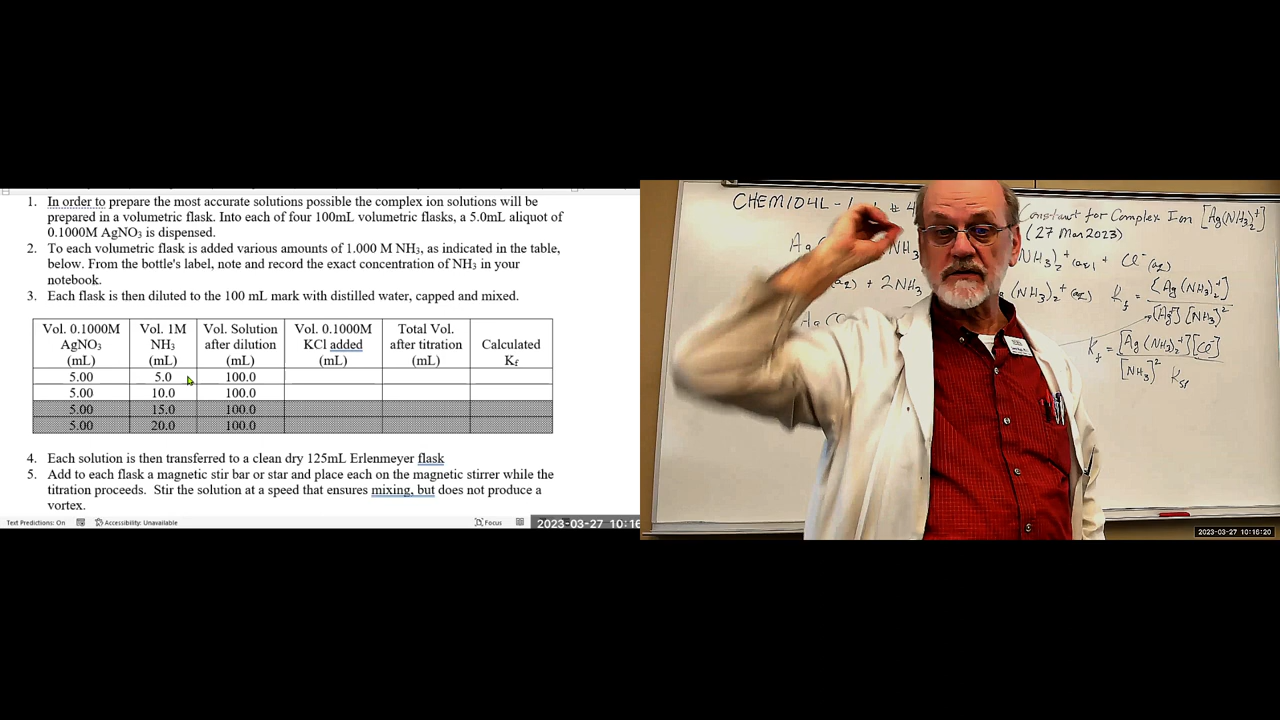 1. In order to prepare the most accurate solutions possible the complex ion solutions will be
prepared in a volumetric flask. Into each of four 100mL volumetric flasks, a 5.0mL aliquot of
0.1000M AgNO₃ is dispensed.
2. To each volumetric flask is added various amounts of 1.000 M NH₃, as indicated in the table,
below. From the bottle's label, note and record the exact concentration of NH₃ in your
notebook.
3. Each flask is then diluted to the 100 mL mark with distilled water, capped and mixed.
Vol. 0.1000M Vol. 1M Vol. Solution Vol. 0.1000M Total Vol.
AgNO₃ NH₃ after dilution KCl added after titration Calculated
(mL) (mL) (mL) (mL) (mL) Kf
5.00 5.0 100.0
5.00 10.0 100.0
5.00 15.0 100.0
5.00 20.0 100.0
4. Each solution is then transferred to a clean dry 125mL Erlenmeyer flask
5. Add to each flask a magnetic stir bar or star and place each on the magnetic stirrer while the
titration proceeds. Stir the solution at a speed that ensures mixing, but does not produce a
vortex.
Text Predictions: On Accessibility: Unavailable Focus 2023-03-27 10:16
CHEM104L - # 4 Constant for Complex Ion [Ag(NH₃)₂⁺]
(27 Mar 2023)
NH₃ NH₃)₂⁺(aq) + Cl⁻(aq)
+ 2NH₃ (NH₃)₂⁺(aq) Kf = [Ag(NH₃)₂⁺]
[Ag⁺][NH₃]²
Kf = [Ag(NH₃)₂⁺][Cl⁻]
[NH₃]² Ksp
2023-03-27 10:16:20